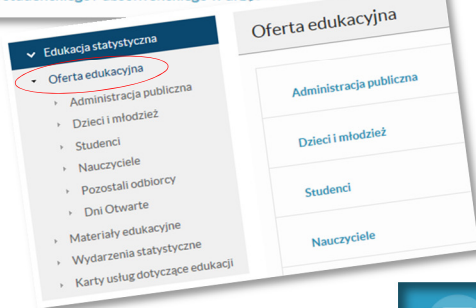 Edukacja statystyczna
Oferta edukacyjna
Administracja publiczna
Dzieci i młodzież
Studenci
Nauczyciele
Pozostali odbiorcy
Dni Otwarte
Materiały edukacyjne
Wydarzenia statystyczne
Karty usług dotyczące edukacji
Oferta edukacyjna
Administracja publiczna
Dzieci i młodzież
Studenci
Nauczyciele